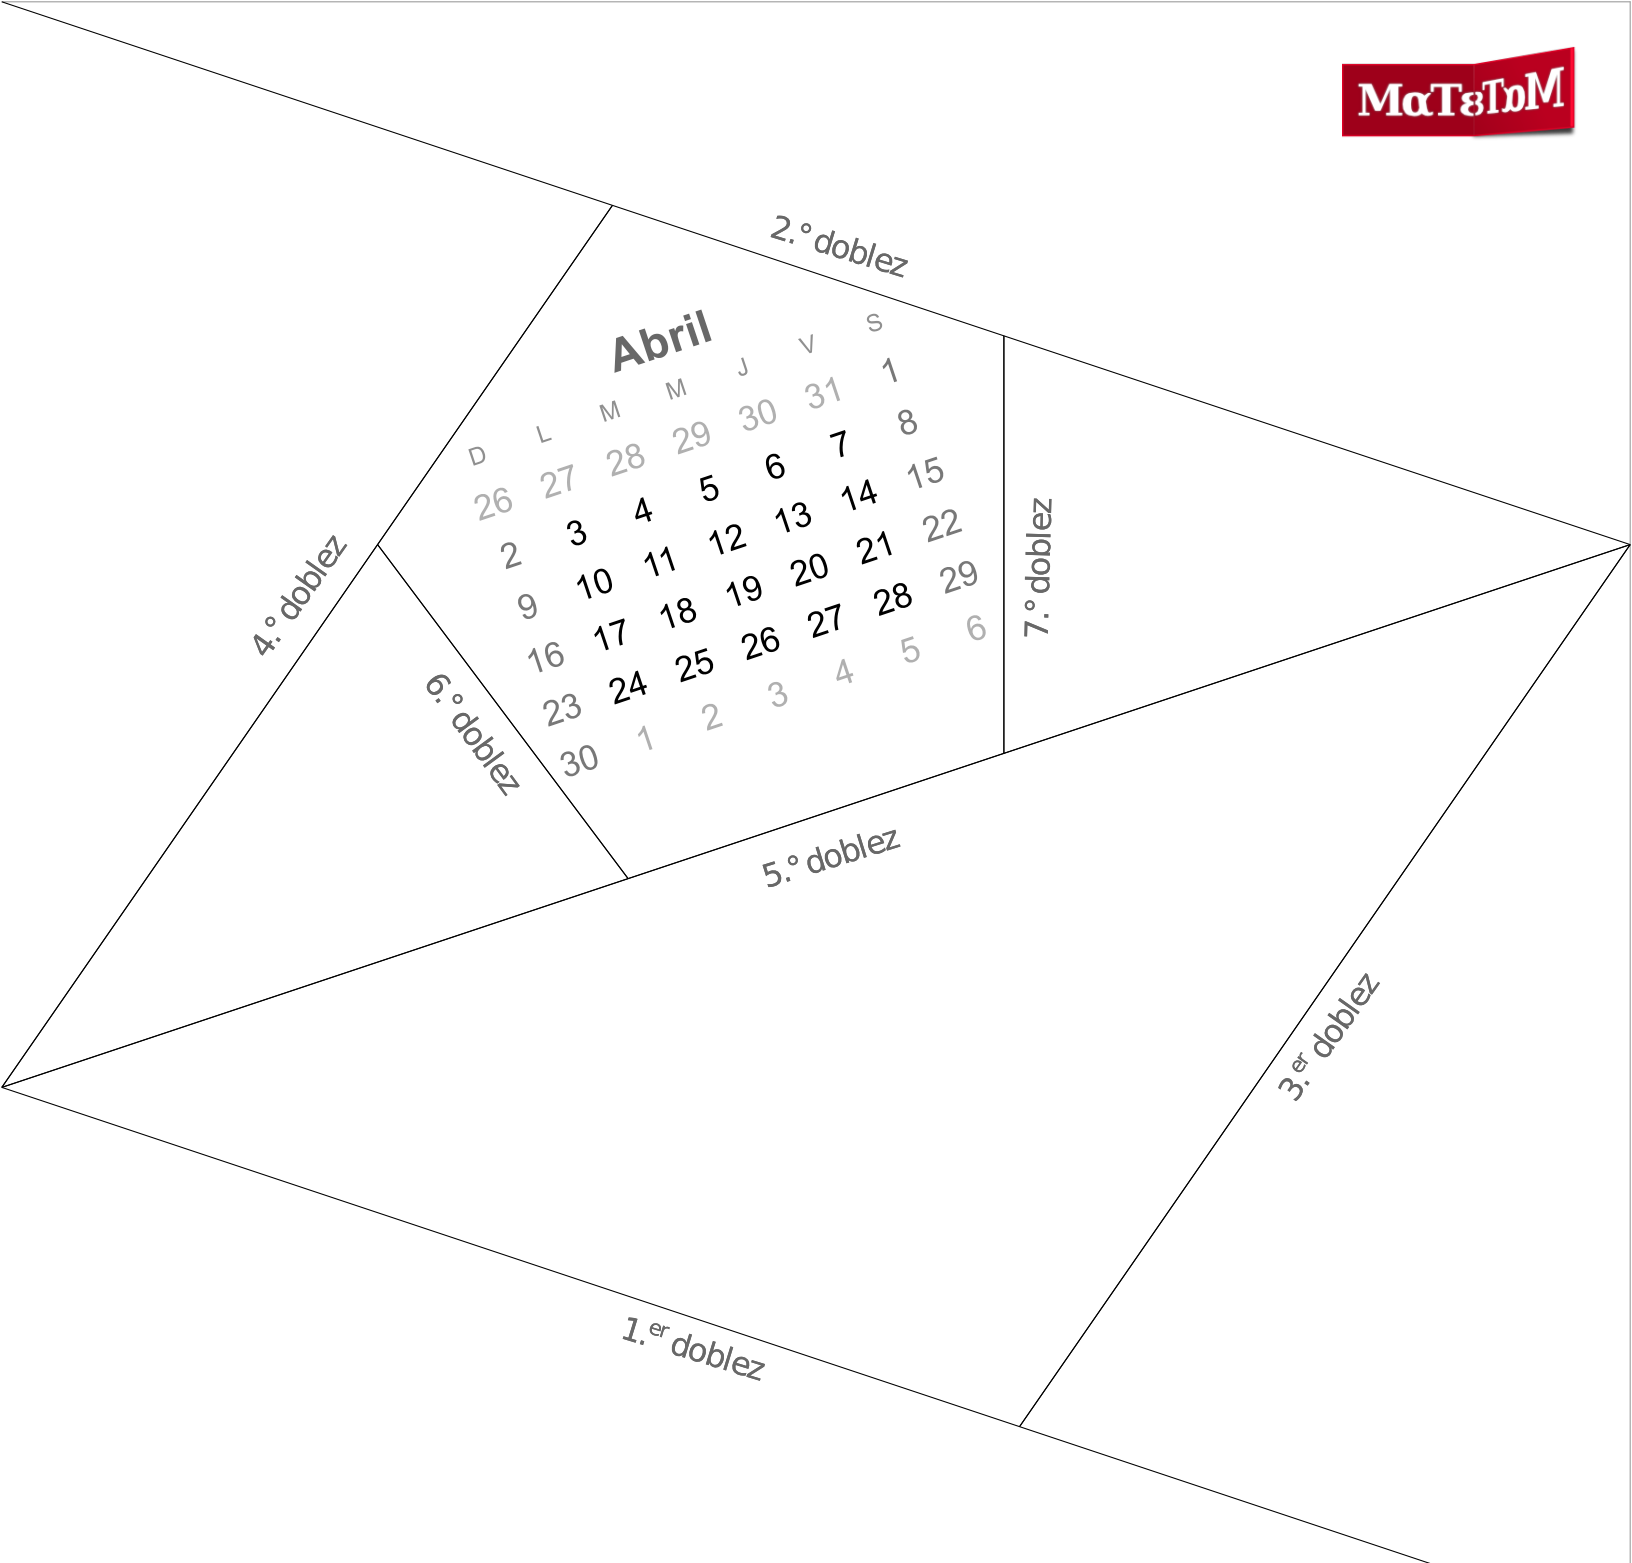 MαTεTαM
2.º doblez
Abril
D L M M J V S
26 27 28 29 30 31 1
2 3 4 5 6 7 8
9 10 11 12 13 14 15
16 17 18 19 20 21 22
23 24 25 26 27 28 29
30 1 2 3 4 5 6
4.º doblez
6.º doblez
7.º doblez
5.º doblez
3.er doblez
1.er doblez